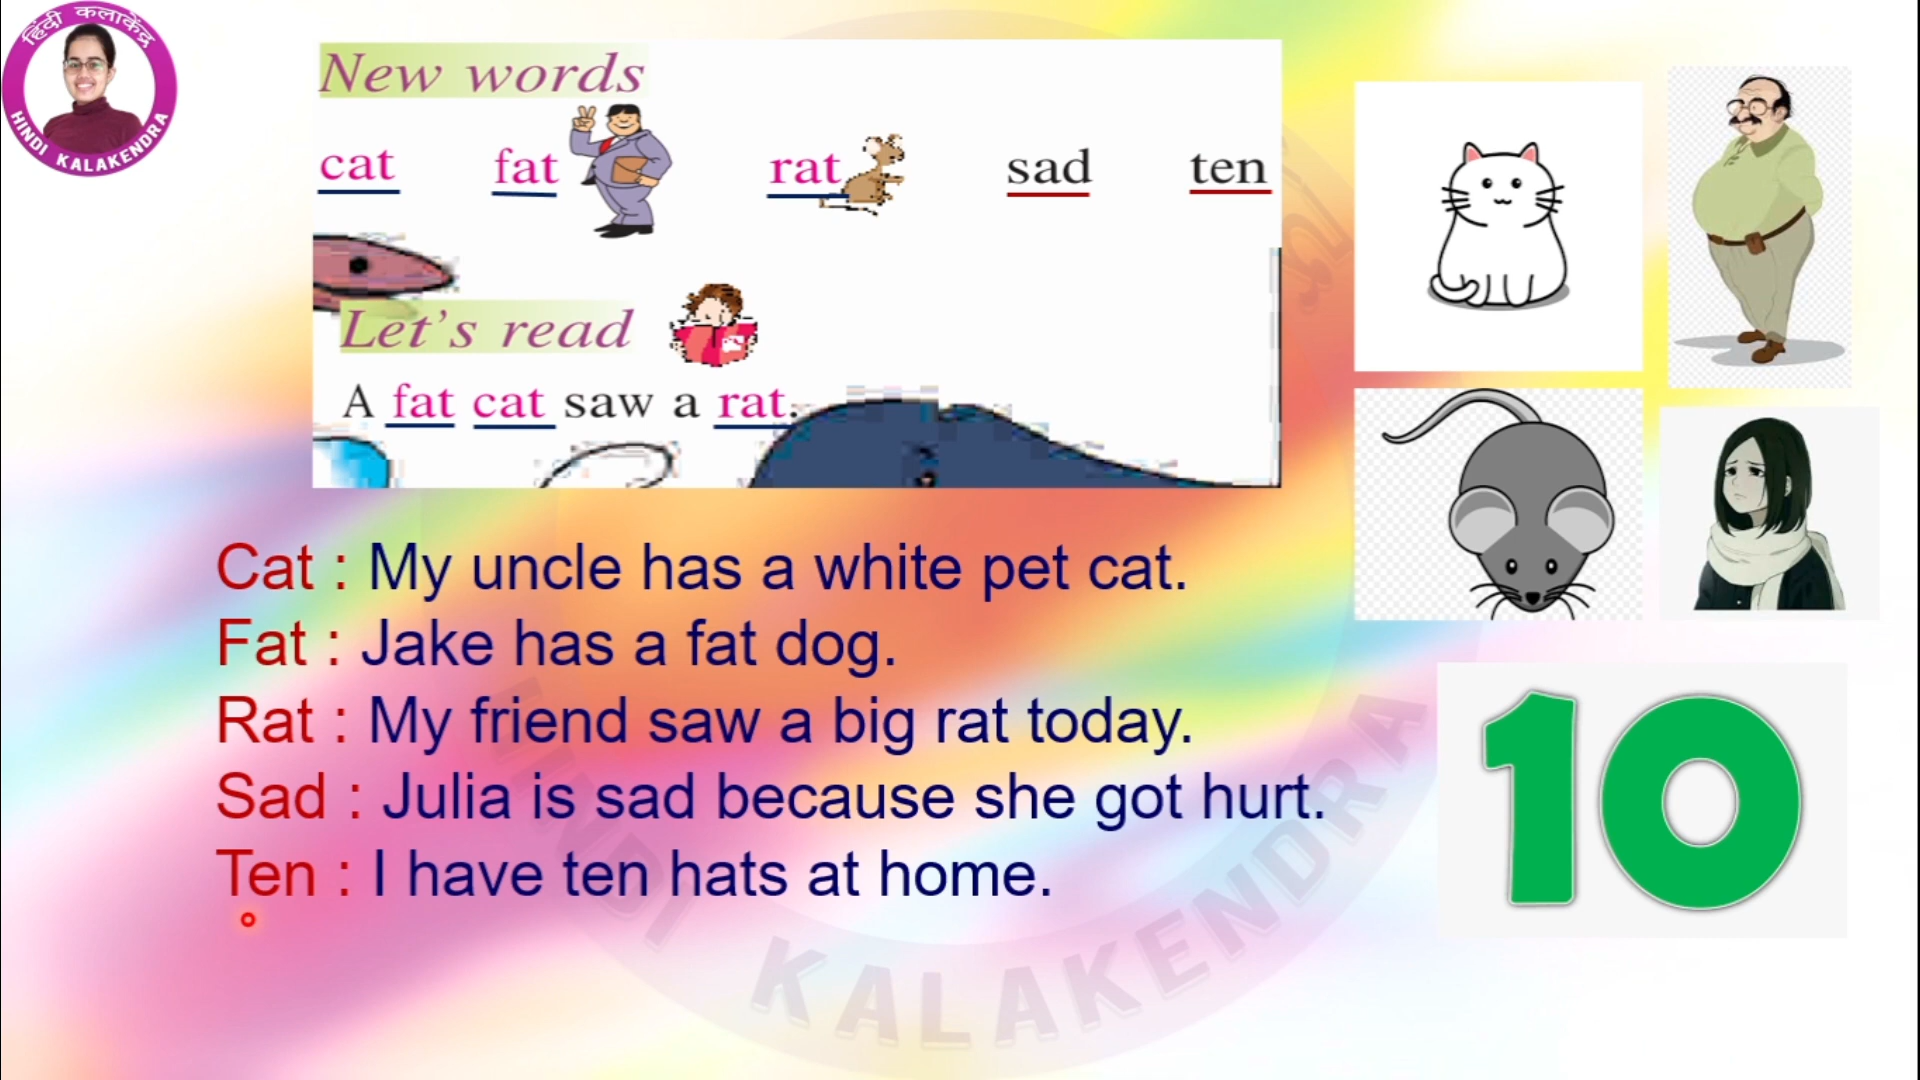 हिंदी कलाकेंद्र
HINDI KALAKENDRA
New words
cat fat rat sad ten
Let's read
A fat cat saw a rat.
Cat : My uncle has a white pet cat.
Fat : Jake has a fat dog.
Rat : My friend saw a big rat today.
Sad : Julia is sad because she got hurt.
Ten : I have ten hats at home.
10
HINDI KALAKENDRA